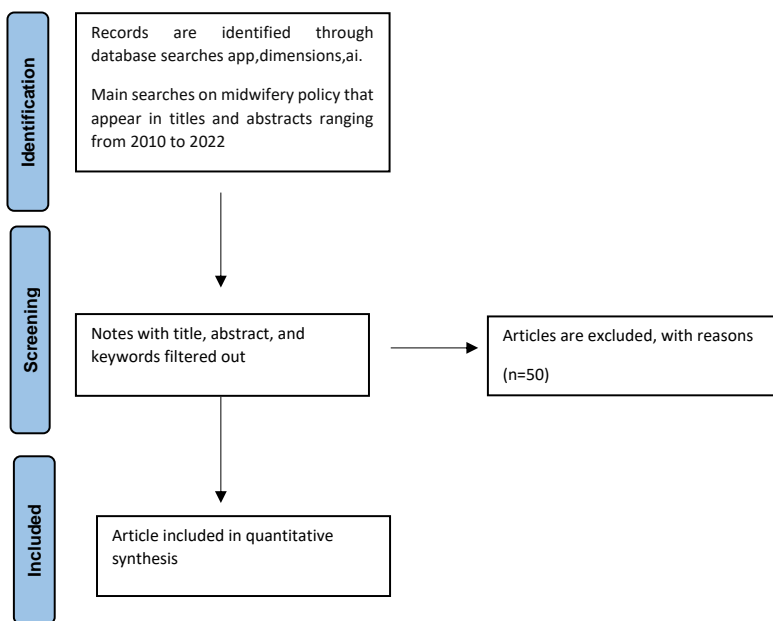 Identification
Records are identified through
database searches app,dimensions,ai.
Main searches on midwifery policy that
appear in titles and abstracts ranging
from 2010 to 2022
Screening
Notes with title, abstract, and
keywords filtered out
Articles are excluded, with reasons
(n=50)
Included
Article included in quantitative
synthesis